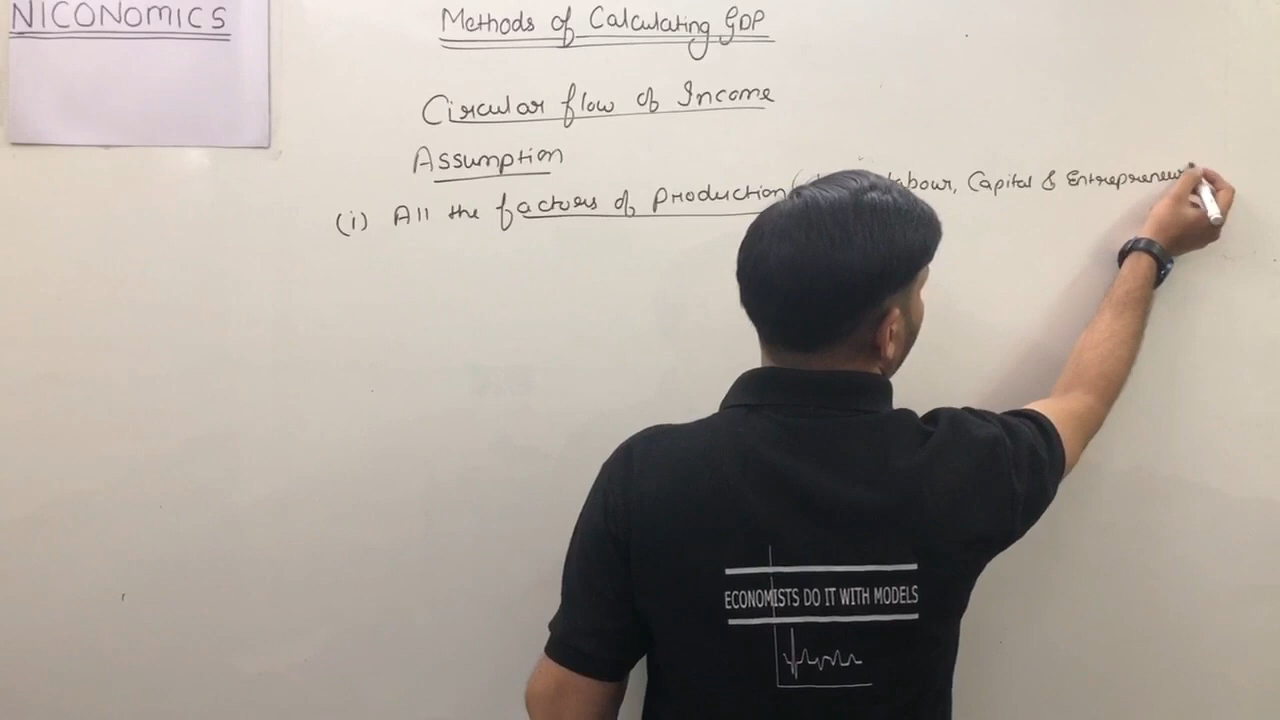 NICONOMICS
Methods of Calculating GDP
Circular flow of Income
Assumption
(i) All the factors of Production ( Labour, Capital & Entrepreneur
ECONOMISTS DO IT WITH MODELS